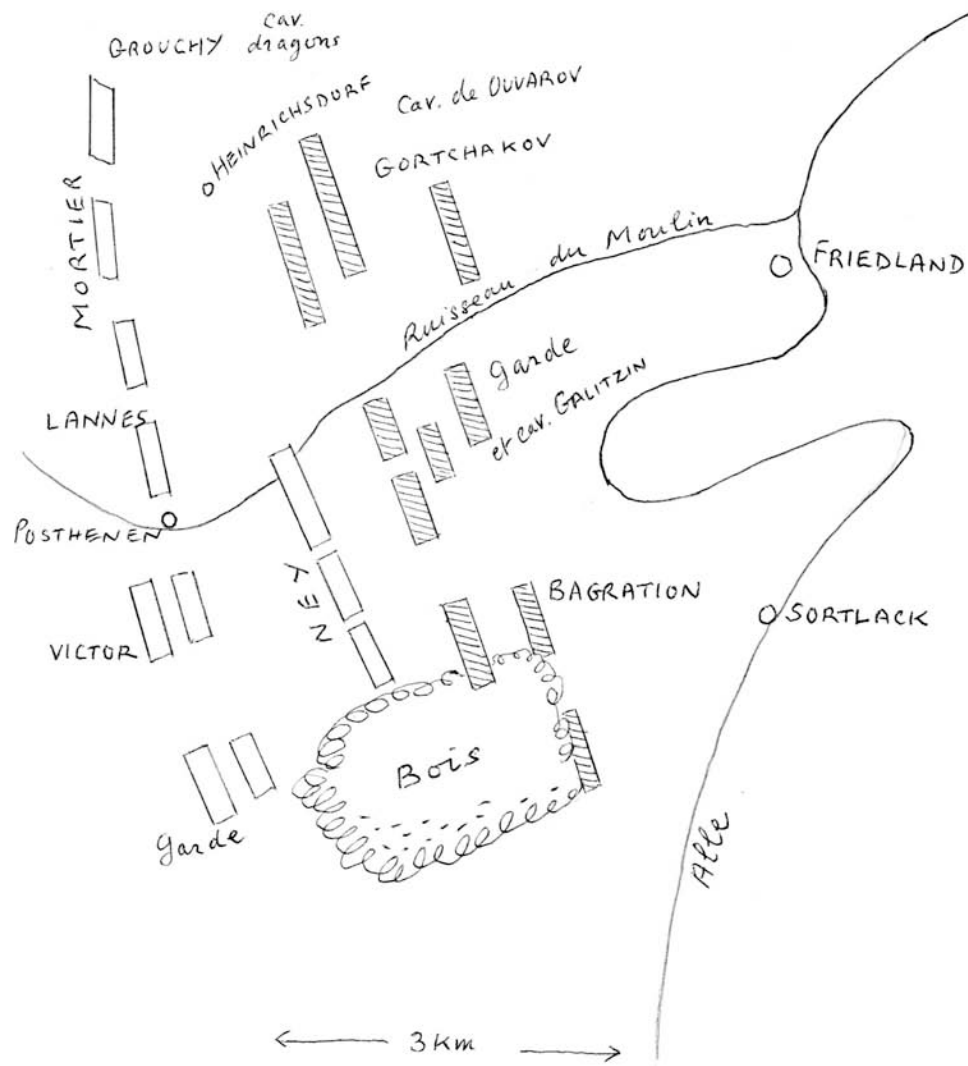 Cav.
GROUCHY dragons
HEINRICHSDORF
Cav. de OUVAROV
GORTCHAKOV
MORTIER
Ruisseau du Moulin
FRIEDLAND
Garde
et cav. GALITZIN
LANNES
POSTHENEN
NEY
BAGRATION
SORTLACK
VICTOR
Bois
Garde
Alle
3 Km